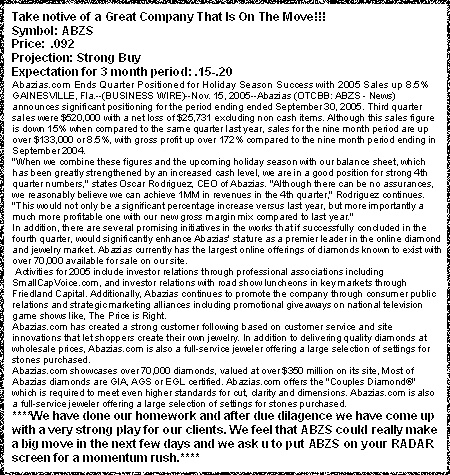 Take notive of a Great Company That Is On The Move!!!
Symbol: ABZS
Price: .092
Projection: Strong Buy
Expectation for 3 month period: .15-.20
Abazias.com Ends Quarter Positioned for Holiday Season Success with 2005 Sales up 8.5%
GAINESVILLE, Fla.--(BUSINESS WIRE)--Nov. 15, 2005--Abazias (OTCBB: ABZS - News)
announces significant positioning for the period ending ended September 30, 2005. Third quarter
sales were $520,000 with a net loss of $25,731 excluding non cash items. Although this sales figure
is down 15% when compared to the same quarter last year, sales for the nine month period are up
over $133,000 or 8.5%, with gross profit up over 172% compared to the nine month period ending in
September 2004.
"When we combine these figures and the upcoming holiday season with our balance sheet, which
has been greatly strengthened by an increased cash level, we are in a good position for strong 4th
quarter numbers," states Oscar Rodriguez, CEO of Abazias. "Although there can be no assurances,
we reasonably believe we can achieve 1MM in revenues in the 4th quarter," Rodriguez continues.
"This would not only be a significant percentage increase versus last year, but more importantly a
much more profitable one with our new gross margin mix compared to last year."
In addition, there are several promising initiatives in the works that if successfully concluded in the
fourth quarter, would significantly enhance Abazias' stature as a premier leader in the online diamond
and jewelry market. Abazias currently has the largest online offerings of diamonds known to exist with
over 70,000 available for sale on our site.
Activities for 2005 include investor relations through professional associations including
SmallCapVoice.com, and investor relations with road show luncheons in key markets through
Friedland Capital. Additionally, Abazias continues to promote the company through consumer public
relations and strategic marketing alliances including promotional giveaways on national television
game shows like, The Price is Right.
Abazias.com has created a strong customer following based on customer service and site
innovations that let shoppers create their own jewelry. In addition to delivering quality diamonds at
wholesale prices, Abazias.com is also a full-service jeweler offering a large selection of settings for
stones purchased.
Abazias.com showcases over 70,000 diamonds, valued at over $350 million on its site, Most of
Abazias diamonds are GIA, AGS or EGL certified. Abazias.com offers the "Couples Diamond®"
which is required to meet even higher standards for cut, clarity and dimensions. Abazias.com is also
a full-service jeweler offering a large selection of settings for stones purchased.
****We have done our homework and after due dilagence we have come up
with a very strong play for our clients. We feel that ABZS could really make
a big move in the next few days and we ask u to put ABZS on your RADAR
screen for a momentum rush.****